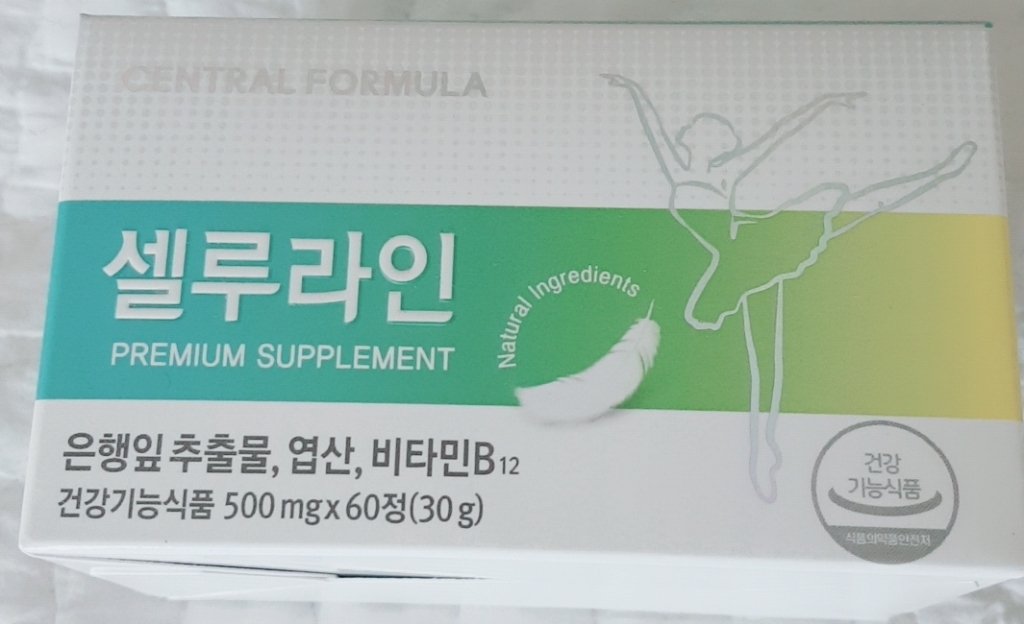 CENTRAL FORMULA
셀루라인
PREMIUM SUPPLEMENT
Natural Ingredients
은행잎 추출물, 엽산, 비타민B12
건강기능식품 500 mg x 60정(30 g)
건강
기능식품
식품의약품안전처